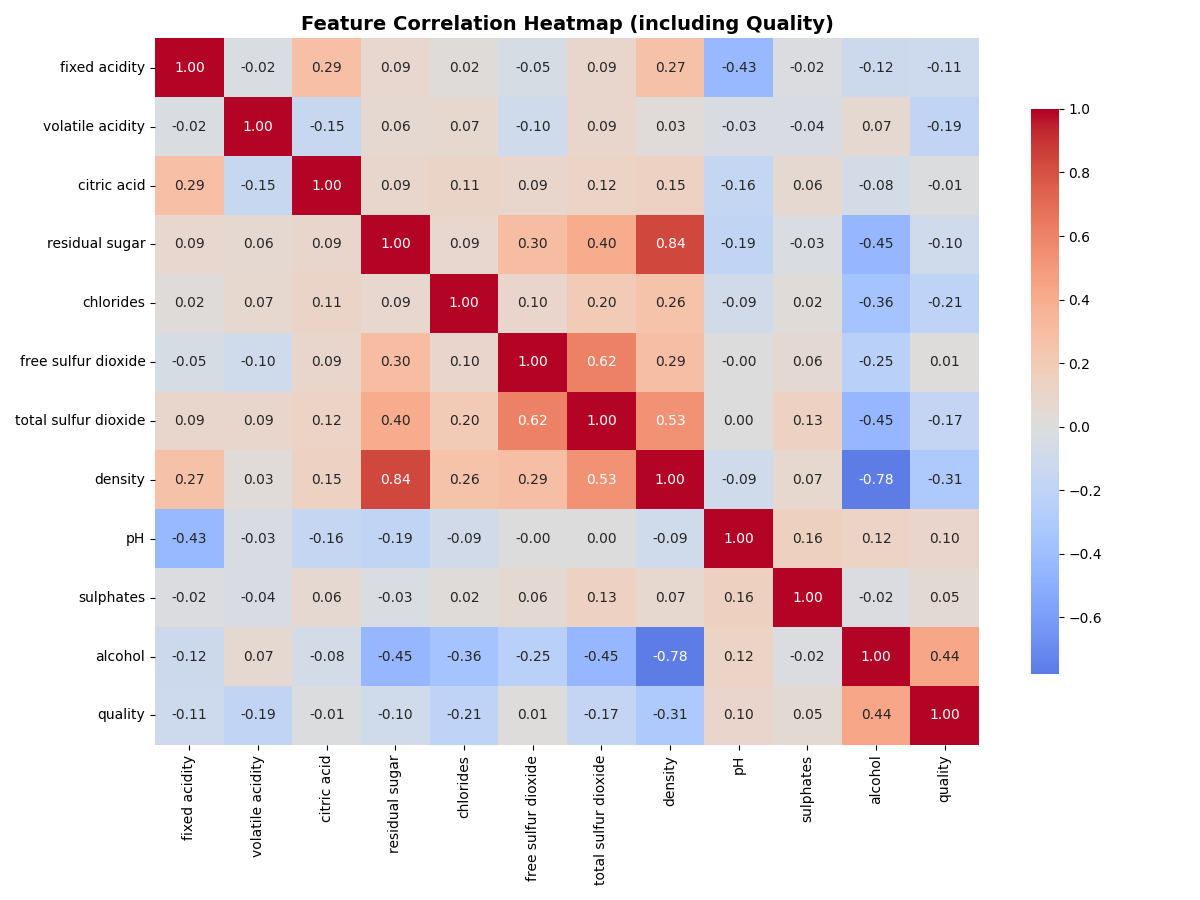 Feature Correlation Heatmap (including Quality)
fixed acidity 1.00 -0.02 0.29 0.09 0.02 -0.05 0.09 0.27 -0.43 -0.02 -0.12 -0.11
volatile acidity -0.02 1.00 -0.15 0.06 0.07 -0.10 0.09 0.03 -0.03 -0.04 0.07 -0.19
citric acid 0.29 -0.15 1.00 0.09 0.11 0.09 0.12 0.15 -0.16 0.06 -0.08 -0.01
residual sugar 0.09 0.06 0.09 1.00 0.09 0.30 0.40 0.84 -0.19 -0.03 -0.45 -0.10
chlorides 0.02 0.07 0.11 0.09 1.00 0.10 0.20 0.26 -0.09 0.02 -0.36 -0.21
free sulfur dioxide -0.05 -0.10 0.09 0.30 0.10 1.00 0.62 0.29 -0.00 0.06 -0.25 0.01
total sulfur dioxide 0.09 0.09 0.12 0.40 0.20 0.62 1.00 0.53 0.00 0.13 -0.45 -0.17
density 0.27 0.03 0.15 0.84 0.26 0.29 0.53 1.00 -0.09 0.07 -0.78 -0.31
pH -0.43 -0.03 -0.16 -0.19 -0.09 -0.00 0.00 -0.09 1.00 0.16 0.12 0.10
sulphates -0.02 -0.04 0.06 -0.03 0.02 0.06 0.13 0.07 0.16 1.00 -0.02 0.05
alcohol -0.12 0.07 -0.08 -0.45 -0.36 -0.25 -0.45 -0.78 0.12 -0.02 1.00 0.44
quality -0.11 -0.19 -0.01 -0.10 -0.21 0.01 -0.17 -0.31 0.10 0.05 0.44 1.00
fixed acidity
volatile acidity
citric acid
residual sugar
chlorides
free sulfur dioxide
total sulfur dioxide
density
pH
sulphates
alcohol
quality
1.0
0.8
0.6
0.4
0.2
0.0
−0.2
−0.4
−0.6